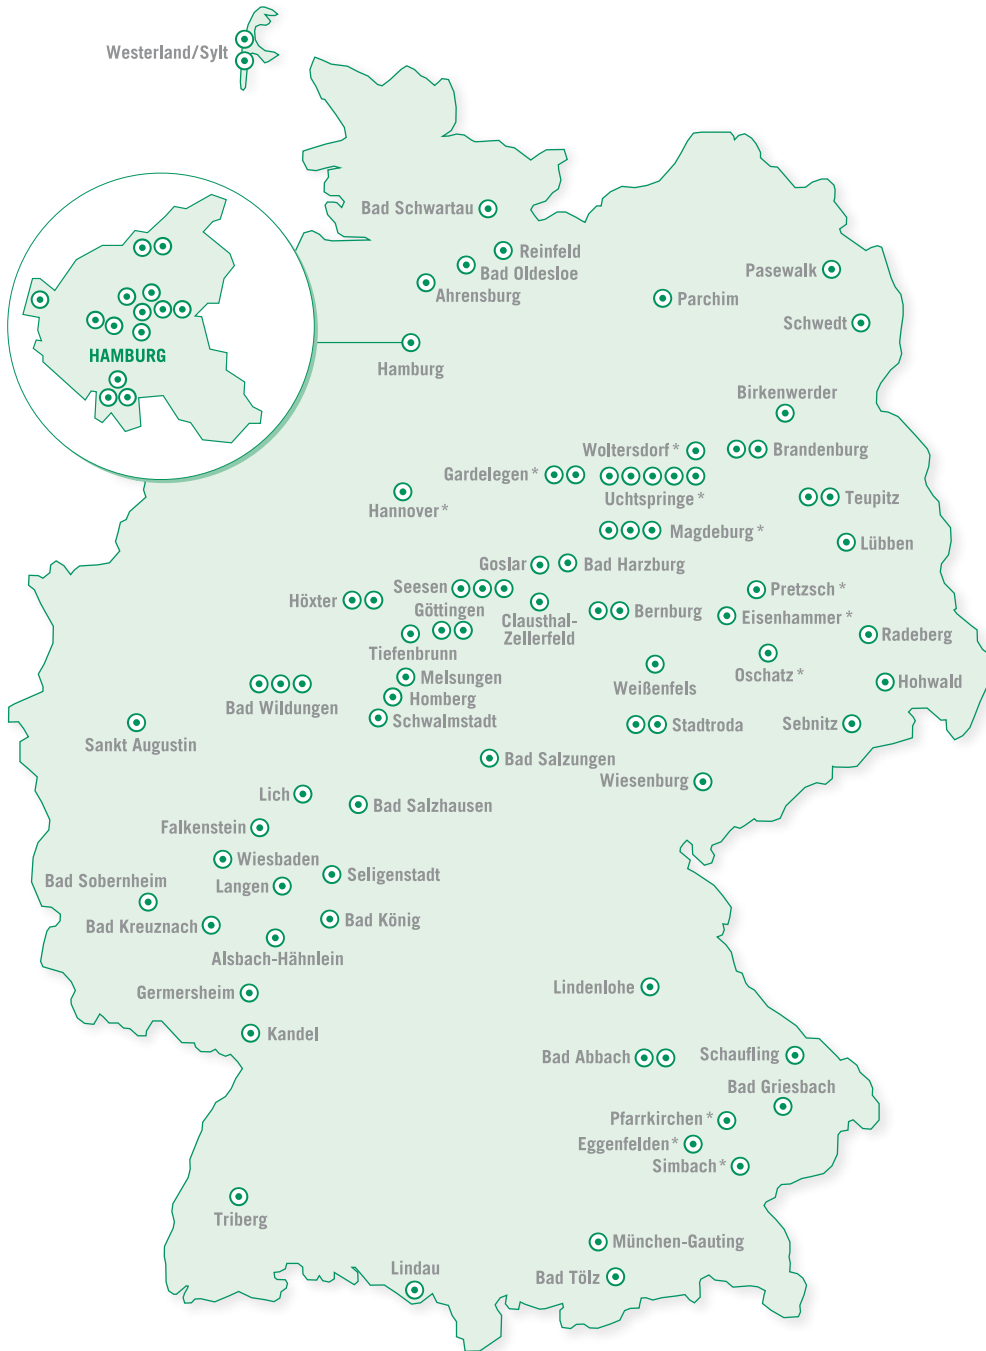 Westerland/Sylt
Bad Schwartau
Reinfeld
Bad Oldesloe
Ahrensburg
Pasewalk
Parchim
Schwedt
HAMBURG
Hamburg
Birkenwerder
Woltersdorf *
Brandenburg
Gardelegen *
Uchtspringe *
Teupitz
Hannover *
Magdeburg *
Lübben
Goslar
Bad Harzburg
Seesen
Pretzsch *
Höxter
Göttingen
Clausthal-
Zellerfeld
Bernburg
Eisenhammer *
Radeberg
Tiefenbrunn
Melsungen
Weißenfels
Oschatz *
Hohwald
Homberg
Bad Wildungen
Schwalmstadt
Stadtroda
Sebnitz
Sankt Augustin
Bad Salzungen
Wiesenburg
Lich
Bad Salzhausen
Falkenstein
Wiesbaden
Seligenstadt
Bad Sobernheim
Langen
Bad Kreuznach
Bad König
Alsbach-Hähnlein
Lindenlohe
Germersheim
Kandel
Bad Abbach
Schaufling
Bad Griesbach
Pfarrkirchen *
Eggenfelden *
Simbach *
Triberg
München-Gauting
Lindau
Bad Tölz